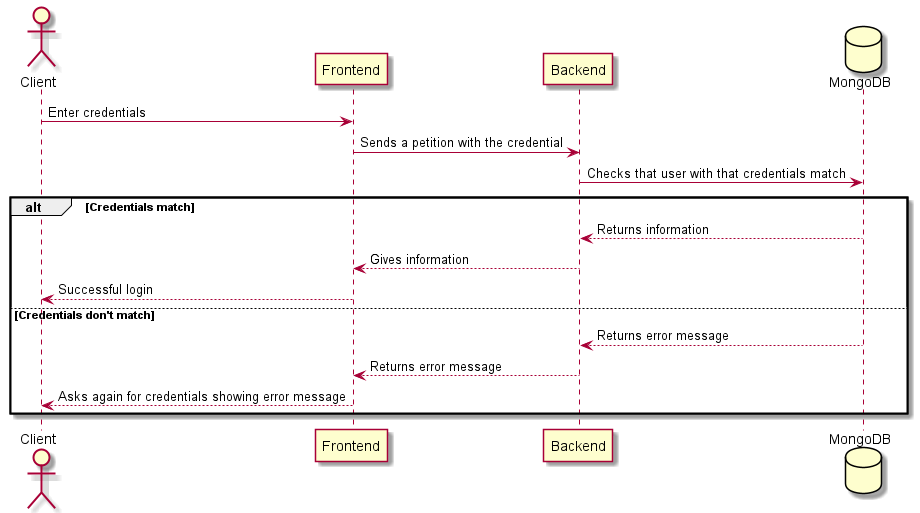 Client
Frontend
Backend
MongoDB
Enter credentials
Sends a petition with the credential
Checks that user with that credentials match
alt
[Credentials match]
Returns information
Gives information
Successful login
[Credentials don't match]
Returns error message
Returns error message
Asks again for credentials showing error message
Client
Frontend
Backend
MongoDB